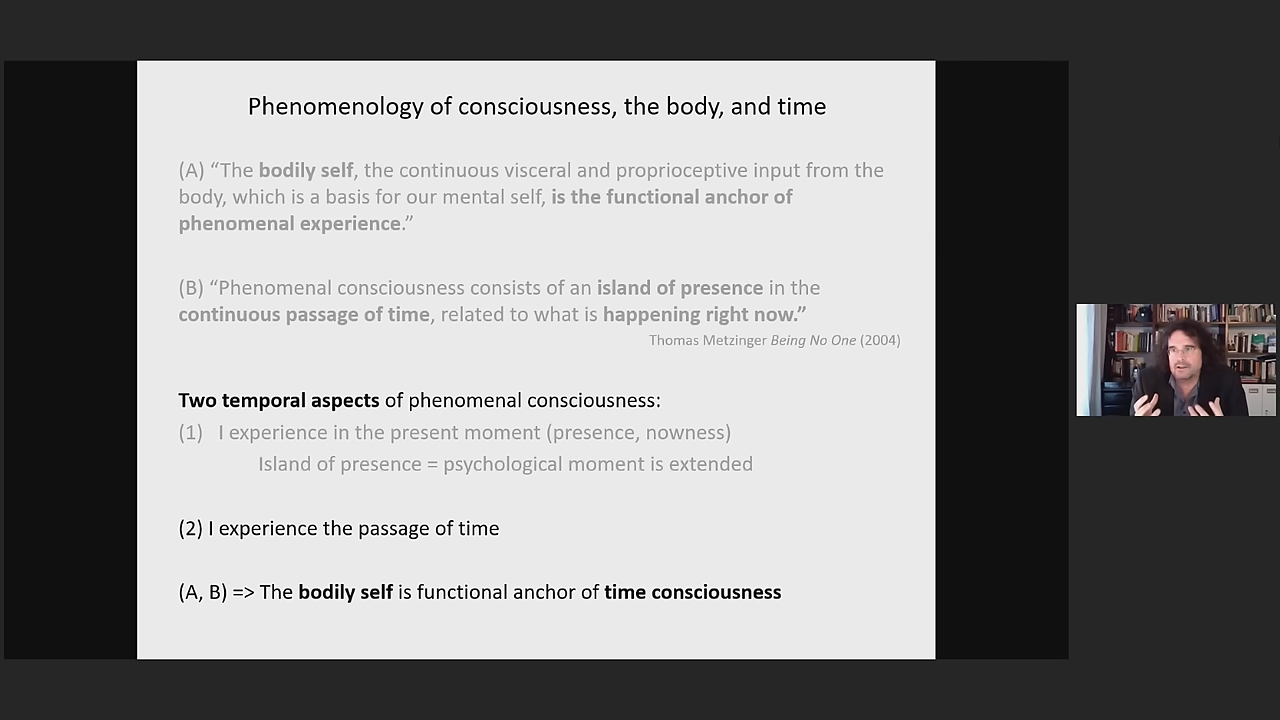 Phenomenology of consciousness, the body, and time
(A) “The bodily self, the continuous visceral and proprioceptive input from the
body, which is a basis for our mental self, is the functional anchor of
phenomenal experience.”
(B) “Phenomenal consciousness consists of an island of presence in the
continuous passage of time, related to what is happening right now.”
Thomas Metzinger Being No One (2004)
Two temporal aspects of phenomenal consciousness:
(1) I experience in the present moment (presence, nowness)
Island of presence = psychological moment is extended
(2) I experience the passage of time
(A, B) => The bodily self is functional anchor of time consciousness